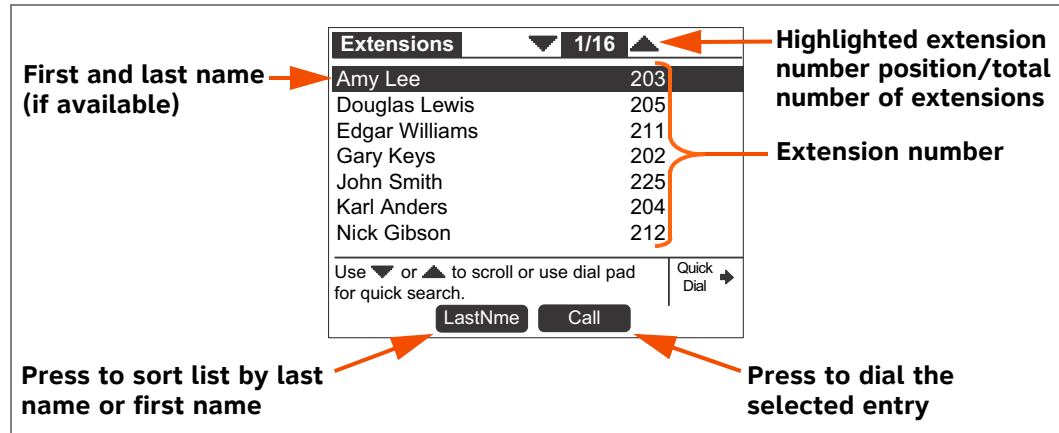 Extensions 1/16
Highlighted extension
number position/total
number of extensions
First and last name
(if available)
Amy Lee 203
Douglas Lewis 205
Edgar Williams 211
Gary Keys 202
John Smith 225
Karl Anders 204
Nick Gibson 212
Extension number
Use ▼ or ▲ to scroll or use dial pad
for quick search.
Quick
Dial
LastNme Call
Press to sort list by last
name or first name
Press to dial the
selected entry